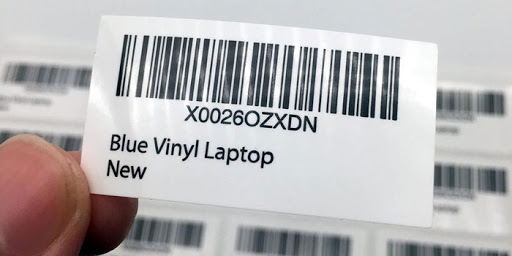 X0026OZXDN
Blue Vinyl Laptop
New